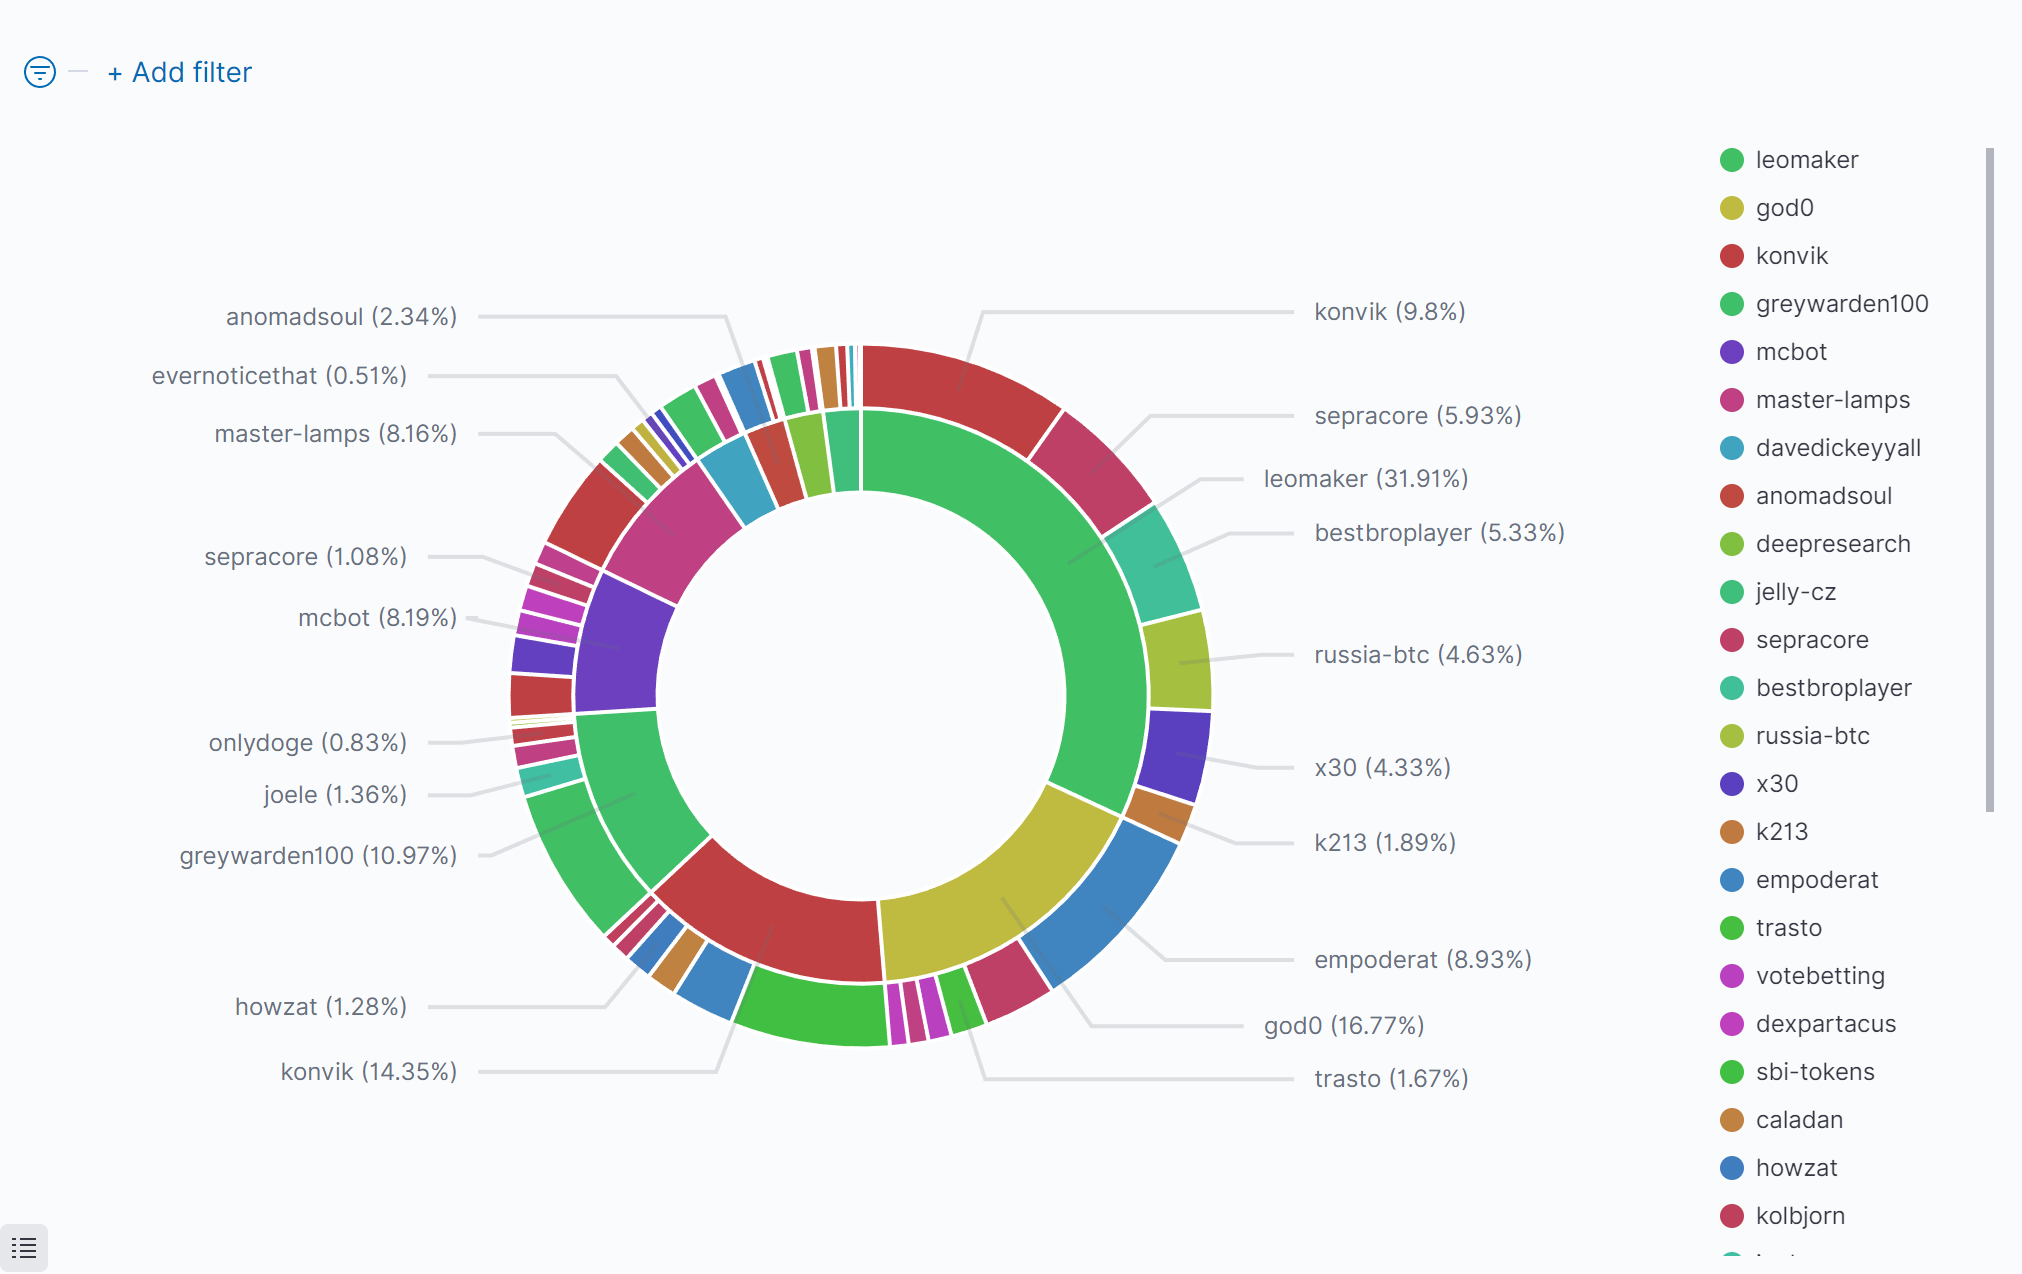 + Add filter
anomadsoul (2.34%)
evernoticethat (0.51%)
master-lamps (8.16%)
sepracore (1.08%)
mcbot (8.19%)
onlydoge (0.83%)
joele (1.36%)
greywarden100 (10.97%)
howzat (1.28%)
konvik (14.35%)
konvik (9.8%)
sepracore (5.93%)
leomaker (31.91%)
bestbroplayer (5.33%)
russia-btc (4.63%)
x30 (4.33%)
k213 (1.89%)
empoderat (8.93%)
god0 (16.77%)
trasto (1.67%)
leomaker
god0
konvik
greywarden100
mcbot
master-lamps
davedickeyyall
anomadsoul
deepresearch
jelly-cz
sepracore
bestbroplayer
russia-btc
x30
k213
empoderat
trasto
votebetting
dexpartacus
sbi-tokens
caladan
howzat
kolbjorn